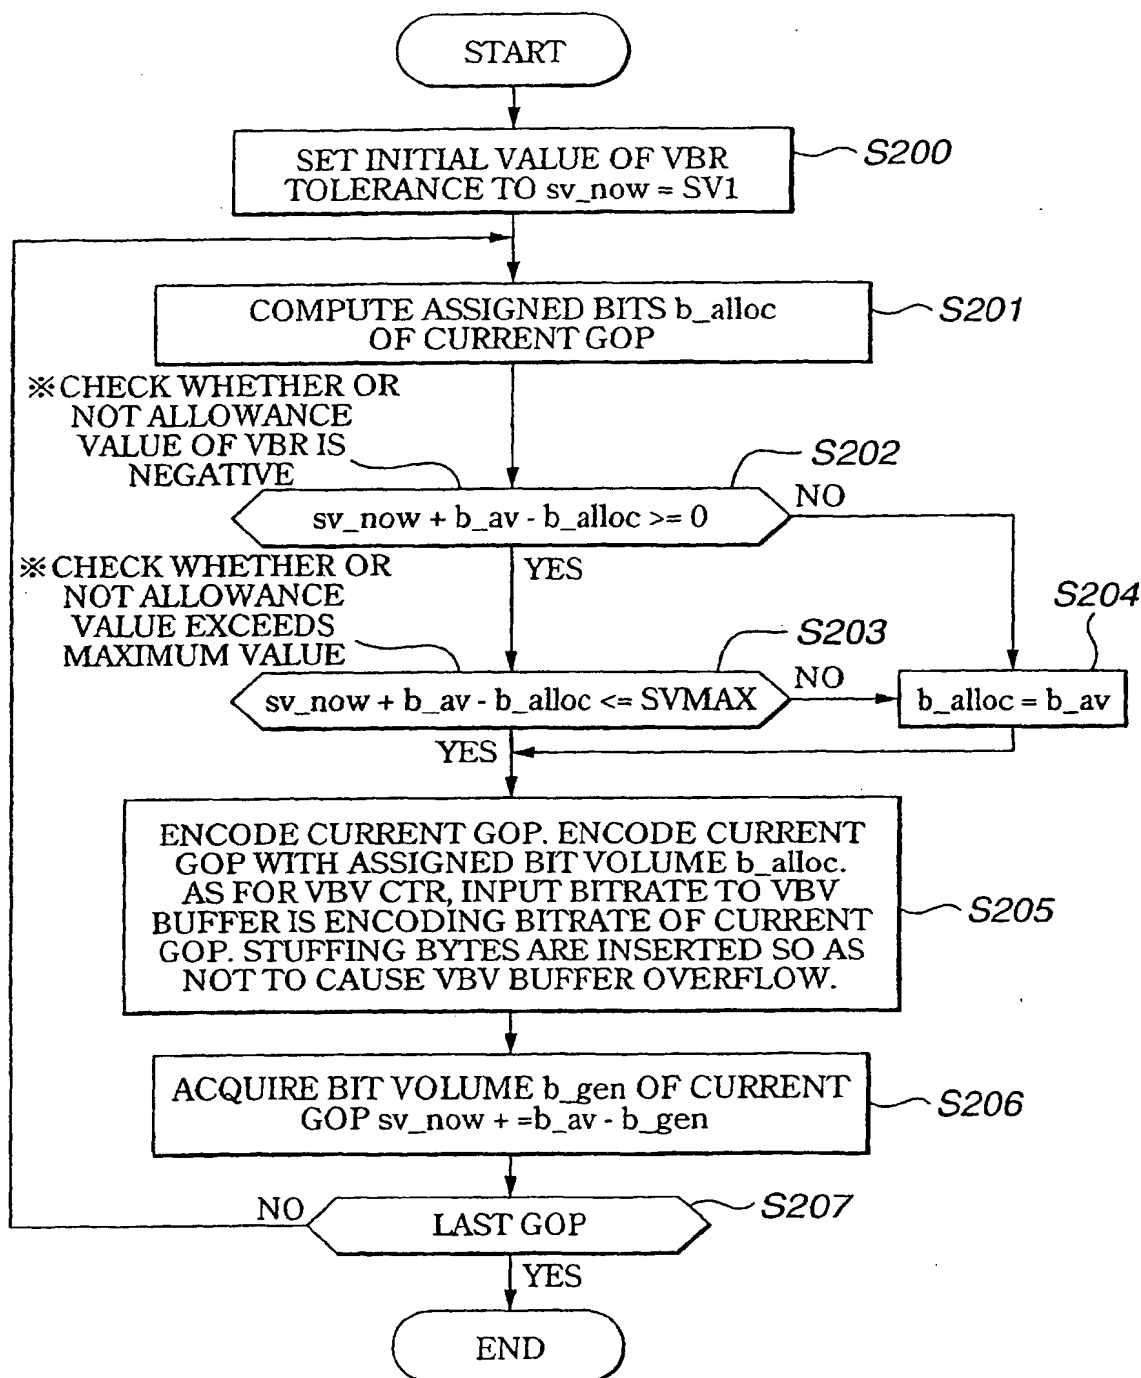 START
SET INITIAL VALUE OF VBR
TOLERANCE TO sv_now = SV1
S200
COMPUTE ASSIGNED BITS b_alloc
OF CURRENT GOP
S201
※CHECK WHETHER OR
NOT ALLOWANCE
VALUE OF VBR IS
NEGATIVE
S202
sv_now + b_av - b_alloc >= 0
NO
YES
※CHECK WHETHER OR
NOT ALLOWANCE
VALUE EXCEEDS
MAXIMUM VALUE
S203
sv_now + b_av - b_alloc <= SVMAX
NO
S204
b_alloc = b_av
YES
ENCODE CURRENT GOP. ENCODE CURRENT
GOP WITH ASSIGNED BIT VOLUME b_alloc.
AS FOR VBV CTR, INPUT BITRATE TO VBV
BUFFER IS ENCODING BITRATE OF CURRENT
GOP. STUFFING BYTES ARE INSERTED SO AS
NOT TO CAUSE VBV BUFFER OVERFLOW.
S205
ACQUIRE BIT VOLUME b_gen OF CURRENT
GOP sv_now + =b_av - b_gen
S206
NO
LAST GOP
S207
YES
END